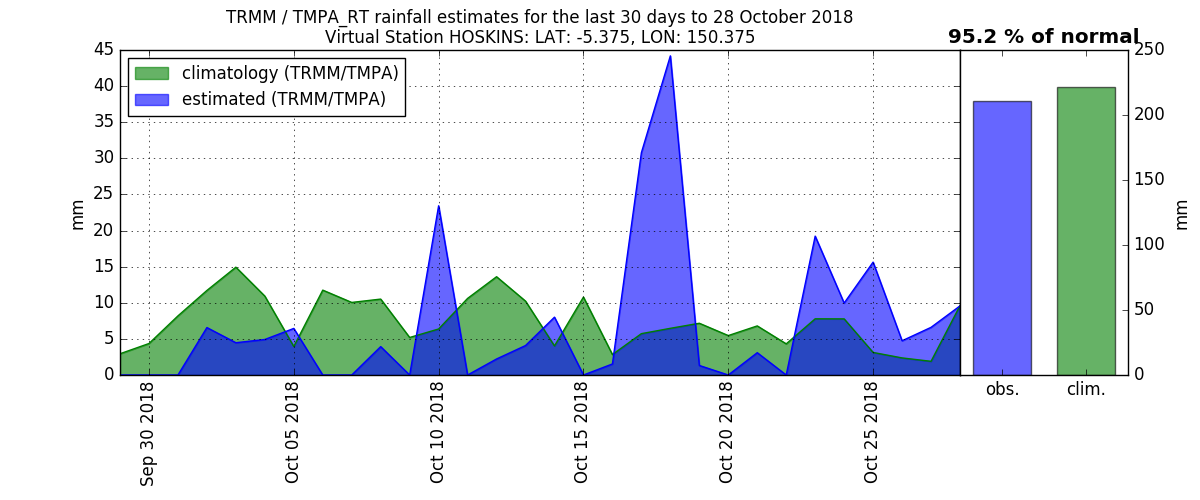 TRMM / TMPA_RT rainfall estimates for the last 30 days to 28 October 2018
Virtual Station HOSKINS: LAT: -5.375, LON: 150.375
95.2 % of normal
climatology (TRMM/TMPA)
estimated (TRMM/TMPA)
mm
45
40
35
30
25
20
15
10
5
0
Sep 30 2018
Oct 05 2018
Oct 10 2018
Oct 15 2018
Oct 20 2018
Oct 25 2018
obs.
clim.
250
200
150
100
50
0
mm